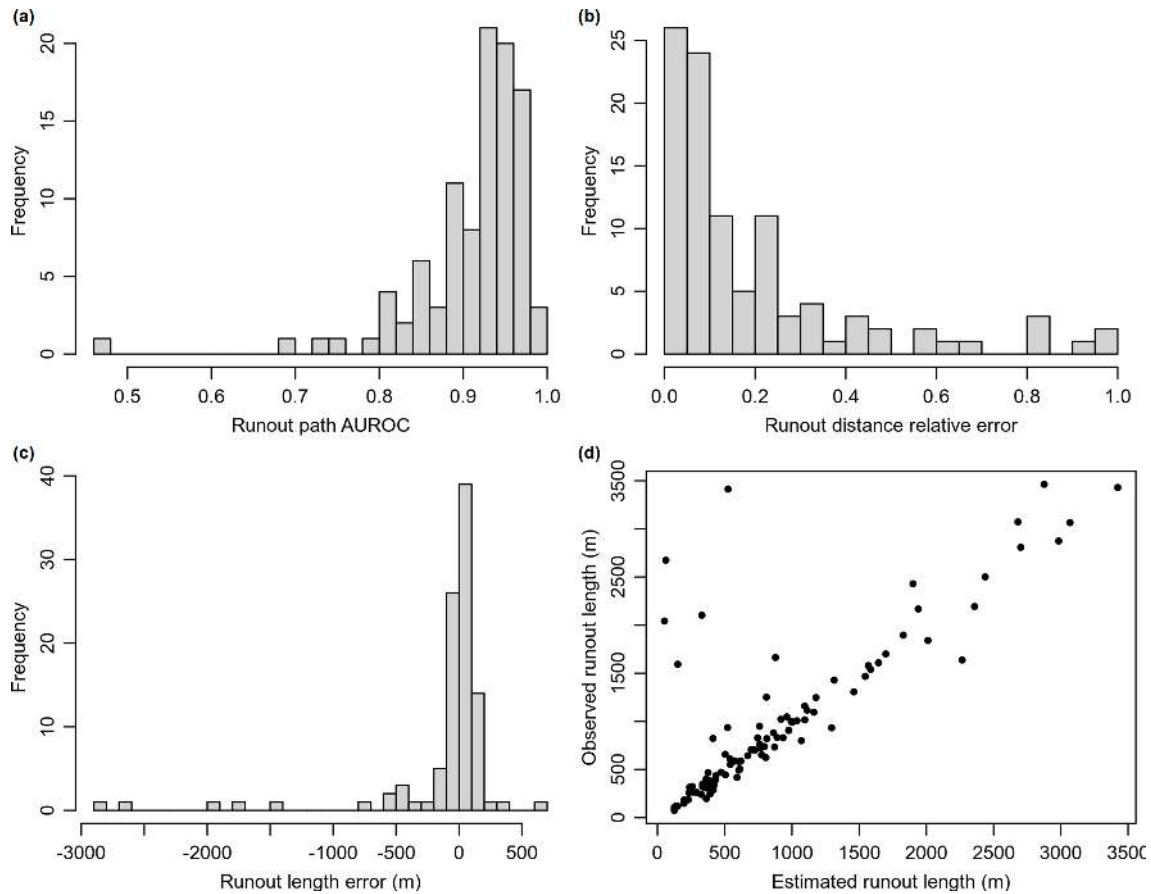 (a)
Frequency
20
15
10
5
0
0.5 0.6 0.7 0.8 0.9 1.0
Runout path AUROC
(b)
Frequency
25
20
15
10
5
0
0.0 0.2 0.4 0.6 0.8 1.0
Runout distance relative error
(c)
Frequency
40
30
20
10
0
-3000 -2000 -1000 -500 0 500
Runout length error (m)
(d)
Observed runout length (m)
3500
2500
1500
500
0
0 500 1000 1500 2000 2500 3000 3500
Estimated runout length (m)